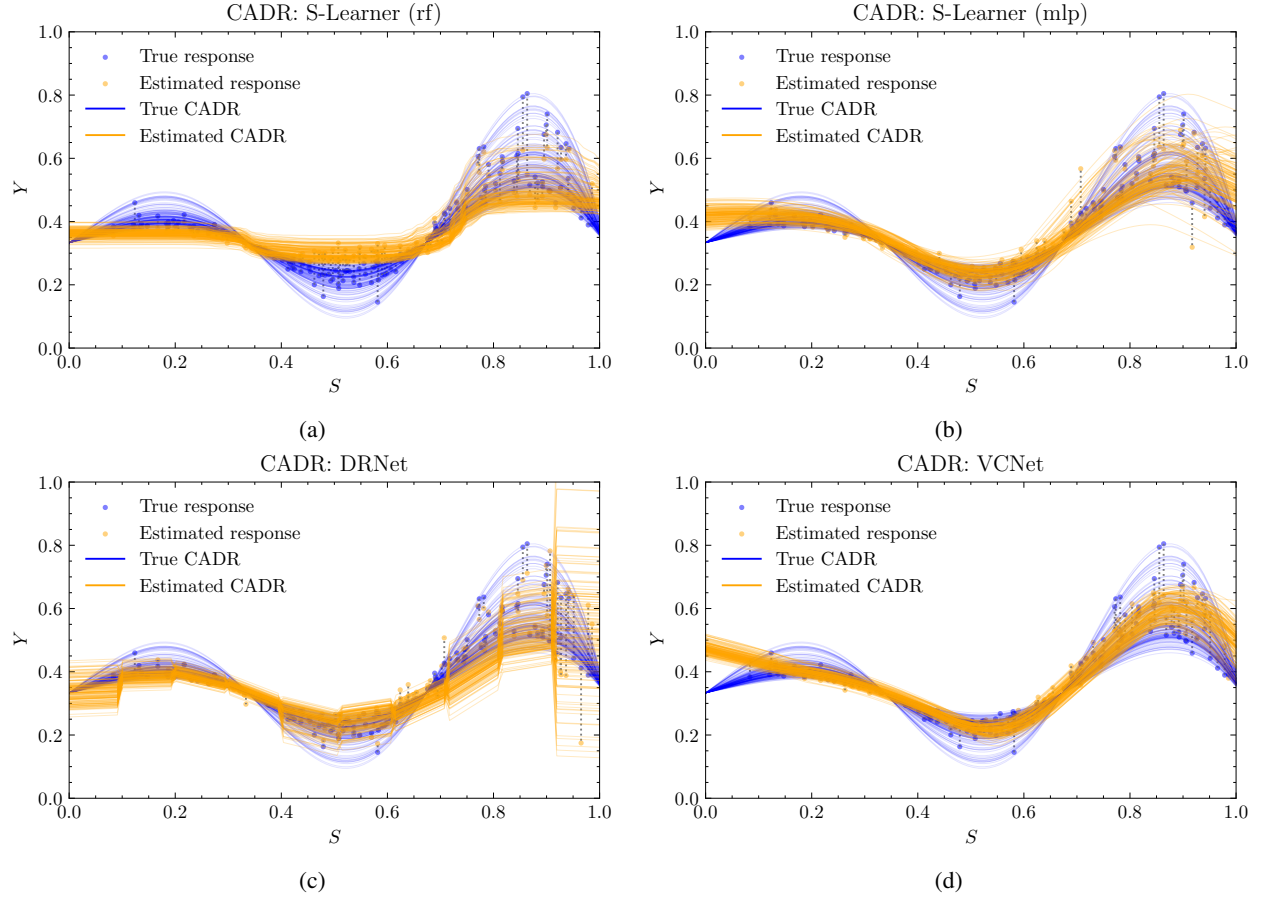 CADR: S-Learner (rf)
1.0
0.8
0.6
0.4
0.2
0.0
Y
True response
Estimated response
True CADR
Estimated CADR
0.0 0.2 0.4 0.6 0.8 1.0
S
(a)
CADR: S-Learner (mlp)
1.0
0.8
0.6
0.4
0.2
0.0
Y
True response
Estimated response
True CADR
Estimated CADR
0.0 0.2 0.4 0.6 0.8 1.0
S
(b)
CADR: DRNet
1.0
0.8
0.6
0.4
0.2
0.0
Y
True response
Estimated response
True CADR
Estimated CADR
0.0 0.2 0.4 0.6 0.8 1.0
S
(c)
CADR: VCNet
1.0
0.8
0.6
0.4
0.2
0.0
Y
True response
Estimated response
True CADR
Estimated CADR
0.0 0.2 0.4 0.6 0.8 1.0
S
(d)